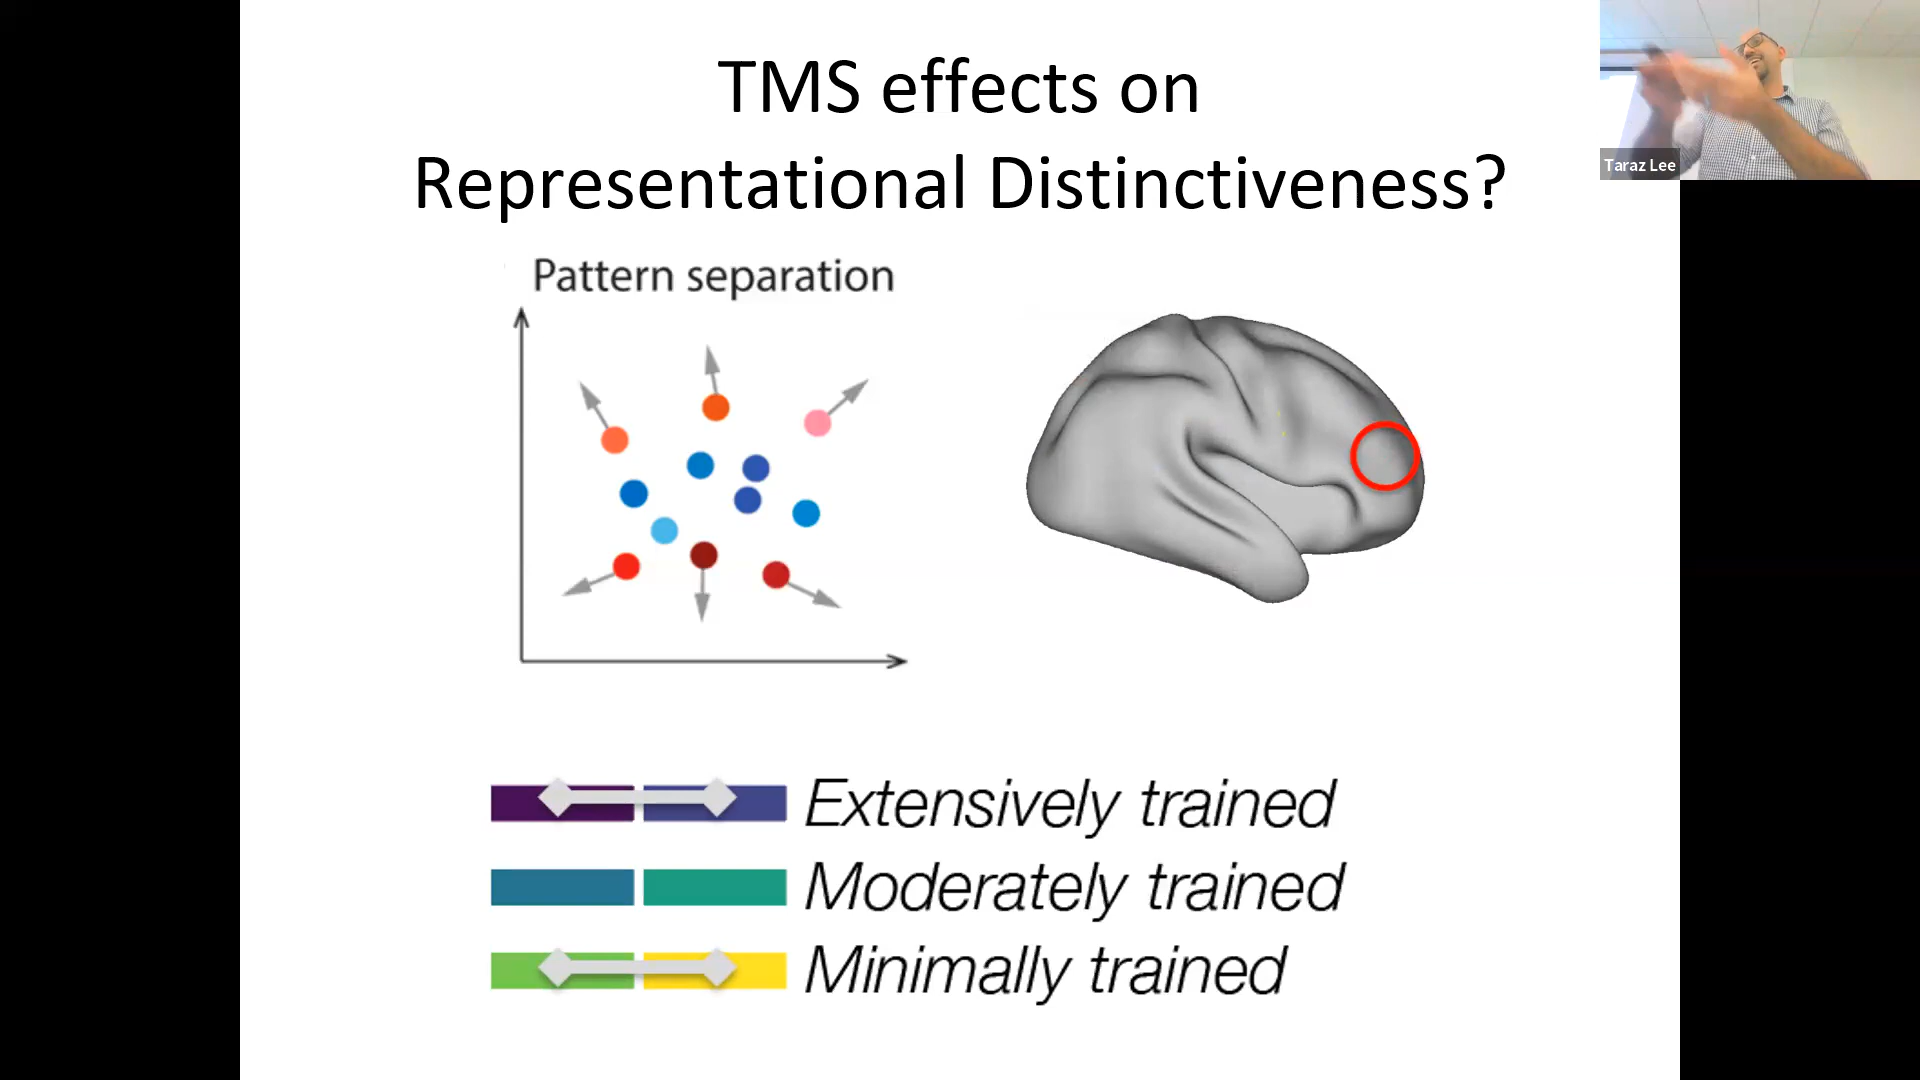 TMS effects on
Representational Distinctiveness?
Taraz Lee
Pattern separation
Extensively trained
Moderately trained
Minimally trained